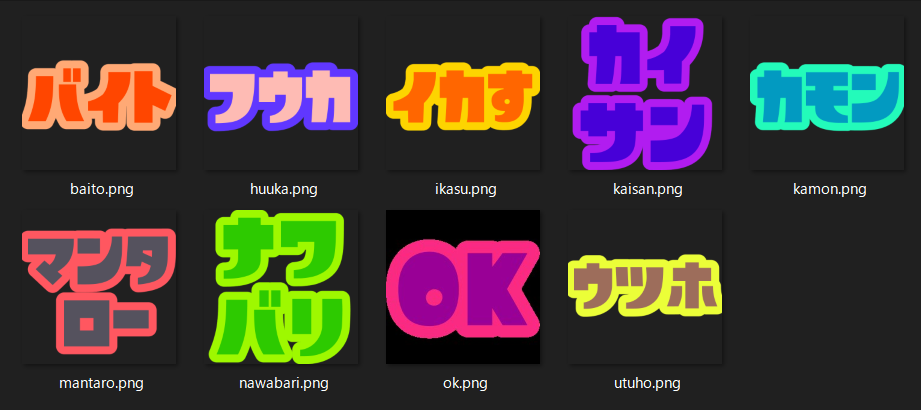 バイト
フウカ
イカす
カイ
サン
カモン
baito.png
huuka.png
ikasu.png
kaisan.png
kamon.png
マンタ
ロー
ナワ
バリ
OK
ウツホ
mantaro.png
nawabari.png
ok.png
utuho.png